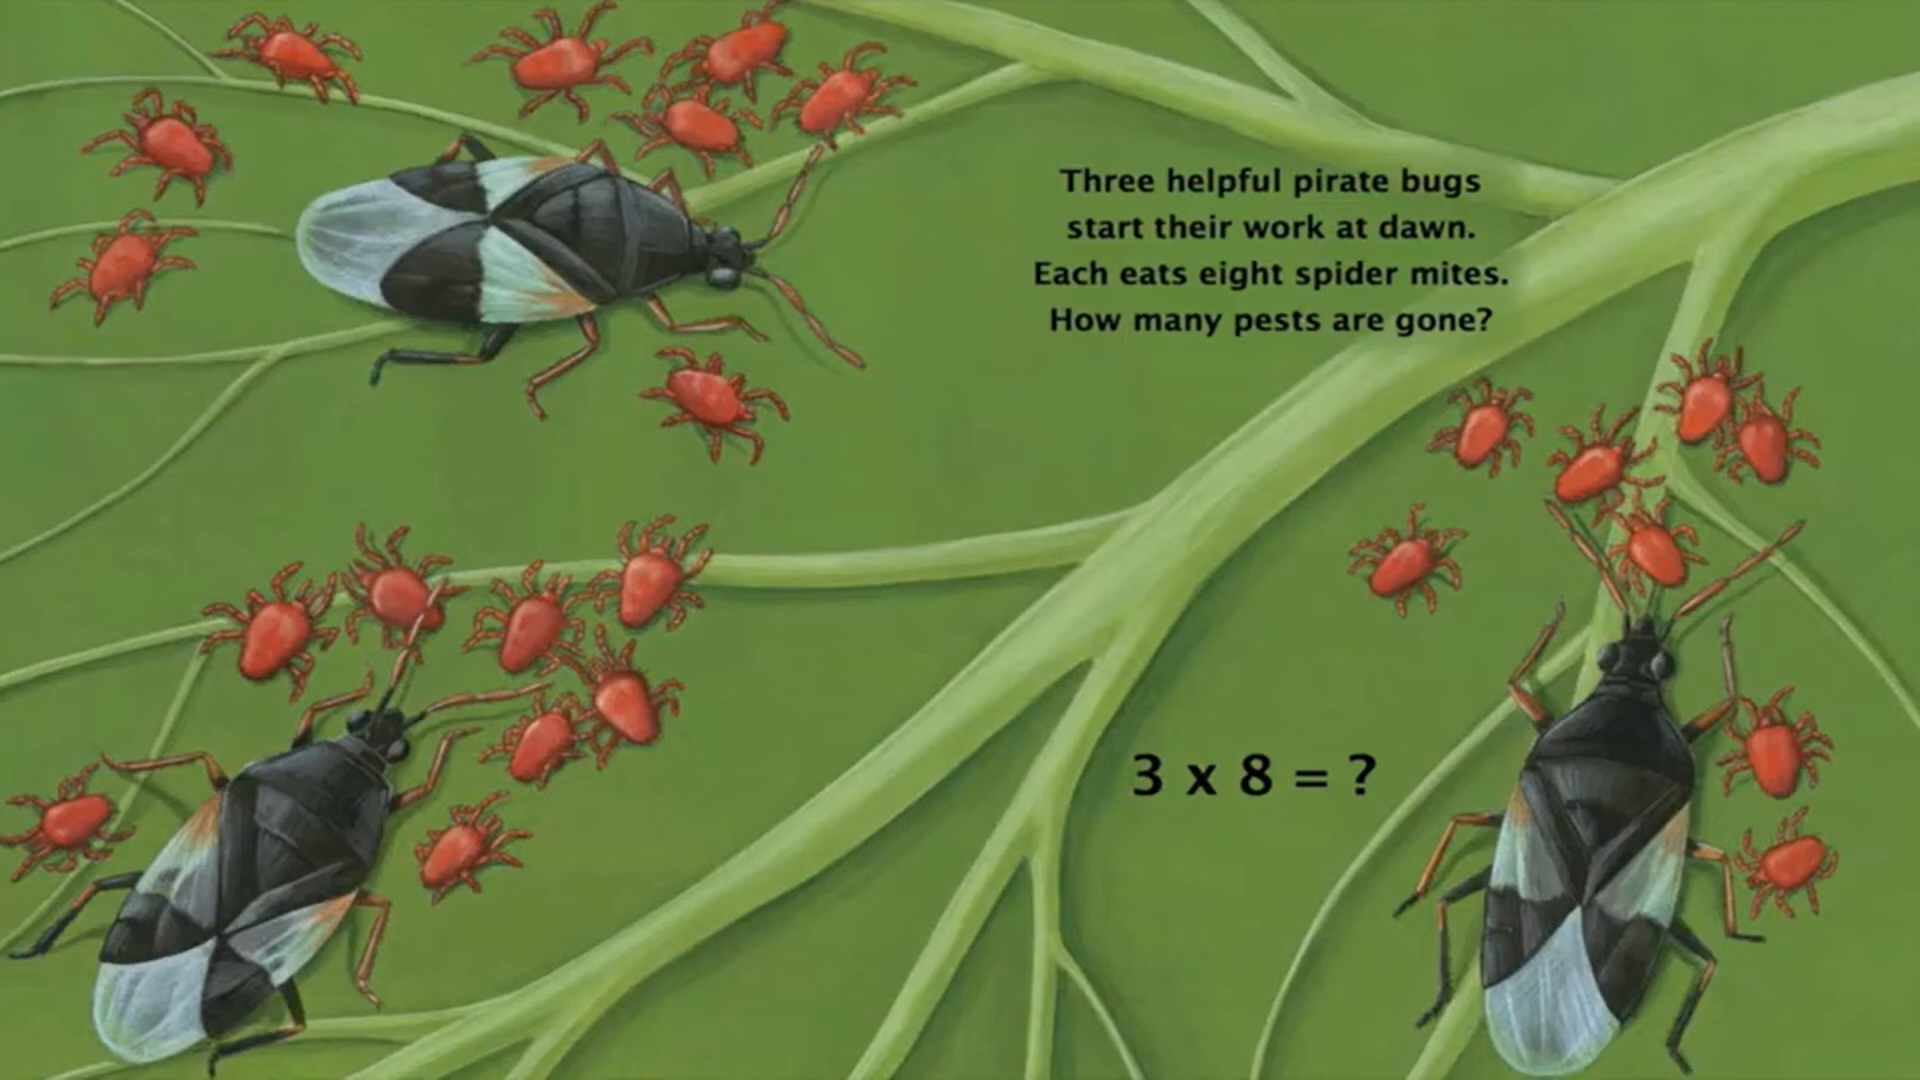 Three helpful pirate bugs
start their work at dawn.
Each eats eight spider mites.
How many pests are gone?
3 x 8 = ?